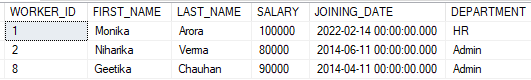 WORKER_ID FIRST_NAME LAST_NAME SALARY JOINING_DATE DEPARTMENT
1 Monika Arora 100000 2022-02-14 00:00:00.000 HR
2 Niharika Verma 80000 2014-06-11 00:00:00.000 Admin
8 Geetika Chauhan 90000 2014-04-11 00:00:00.000 Admin